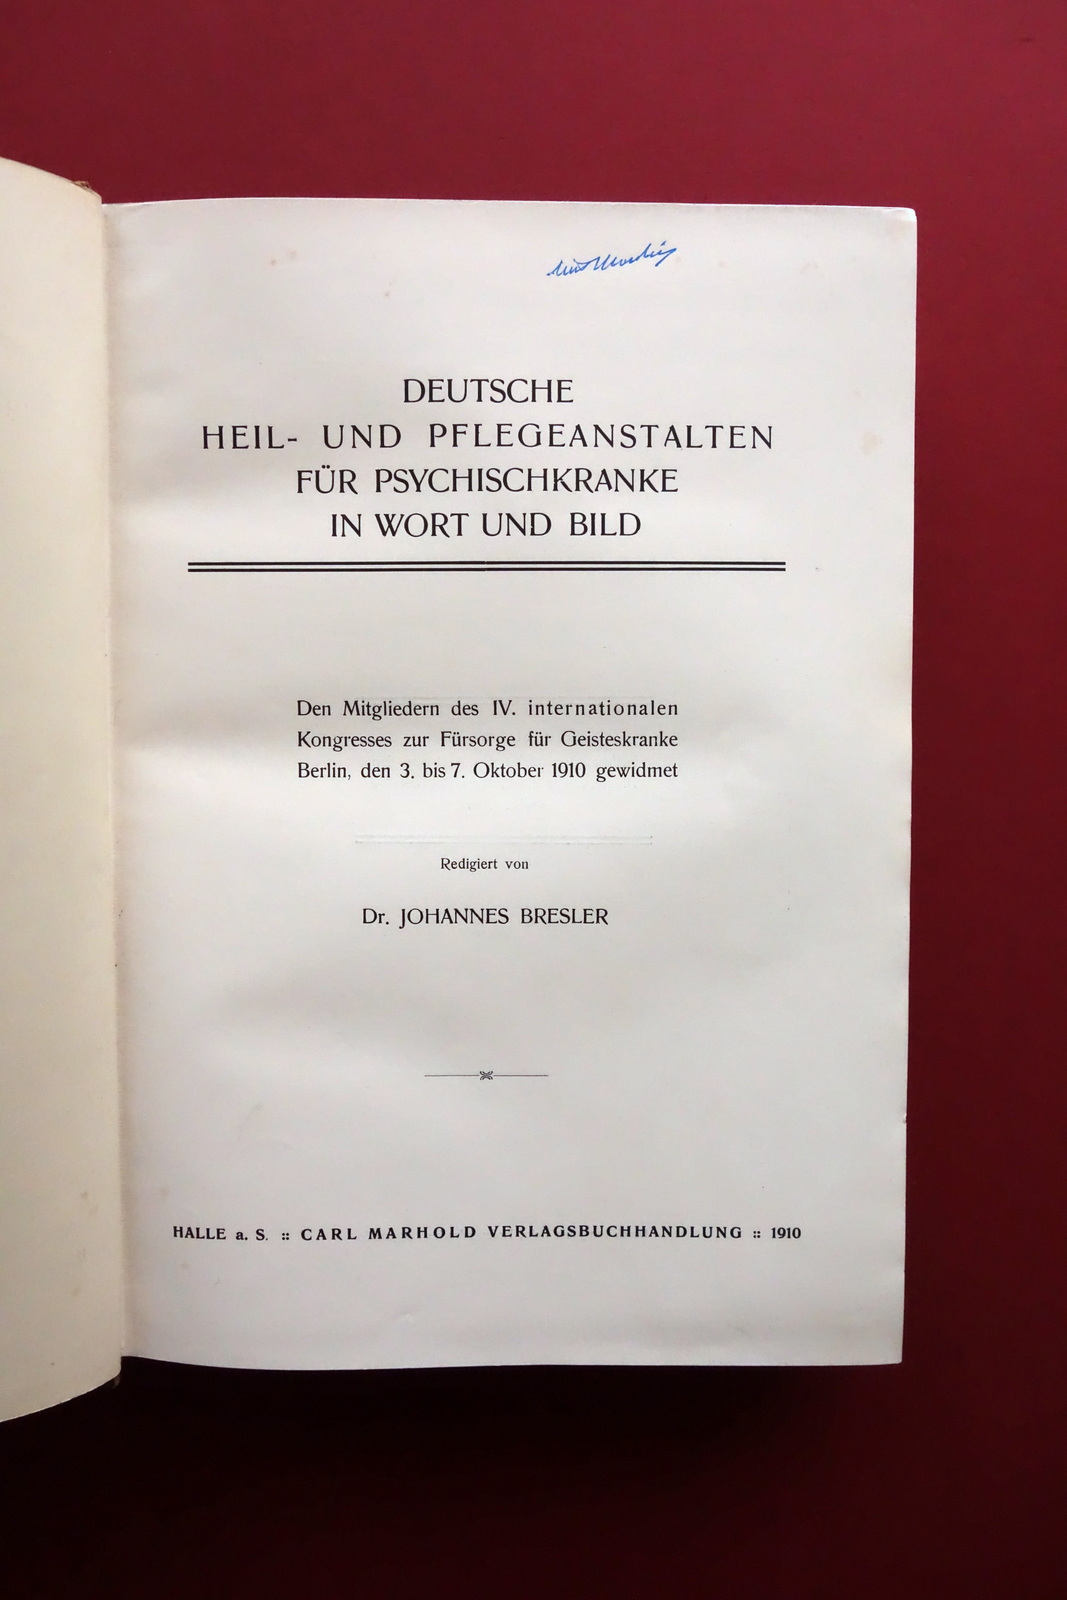 DEUTSCHE
HEIL- UND PFLEGEANSTALTEN
FÜR PSYCHISCHKRANKE
IN WORT UND BILD
Den Mitgliedern des IV. internationalen
Kongresses zur Fürsorge für Geisteskranke
Berlin, den 3. bis 7. Oktober 1910 gewidmet
Redigiert von
Dr. JOHANNES BRESLER
HALLE a. S. :: CARL MARHOLD VERLAGSBUCHHANDLUNG :: 1910